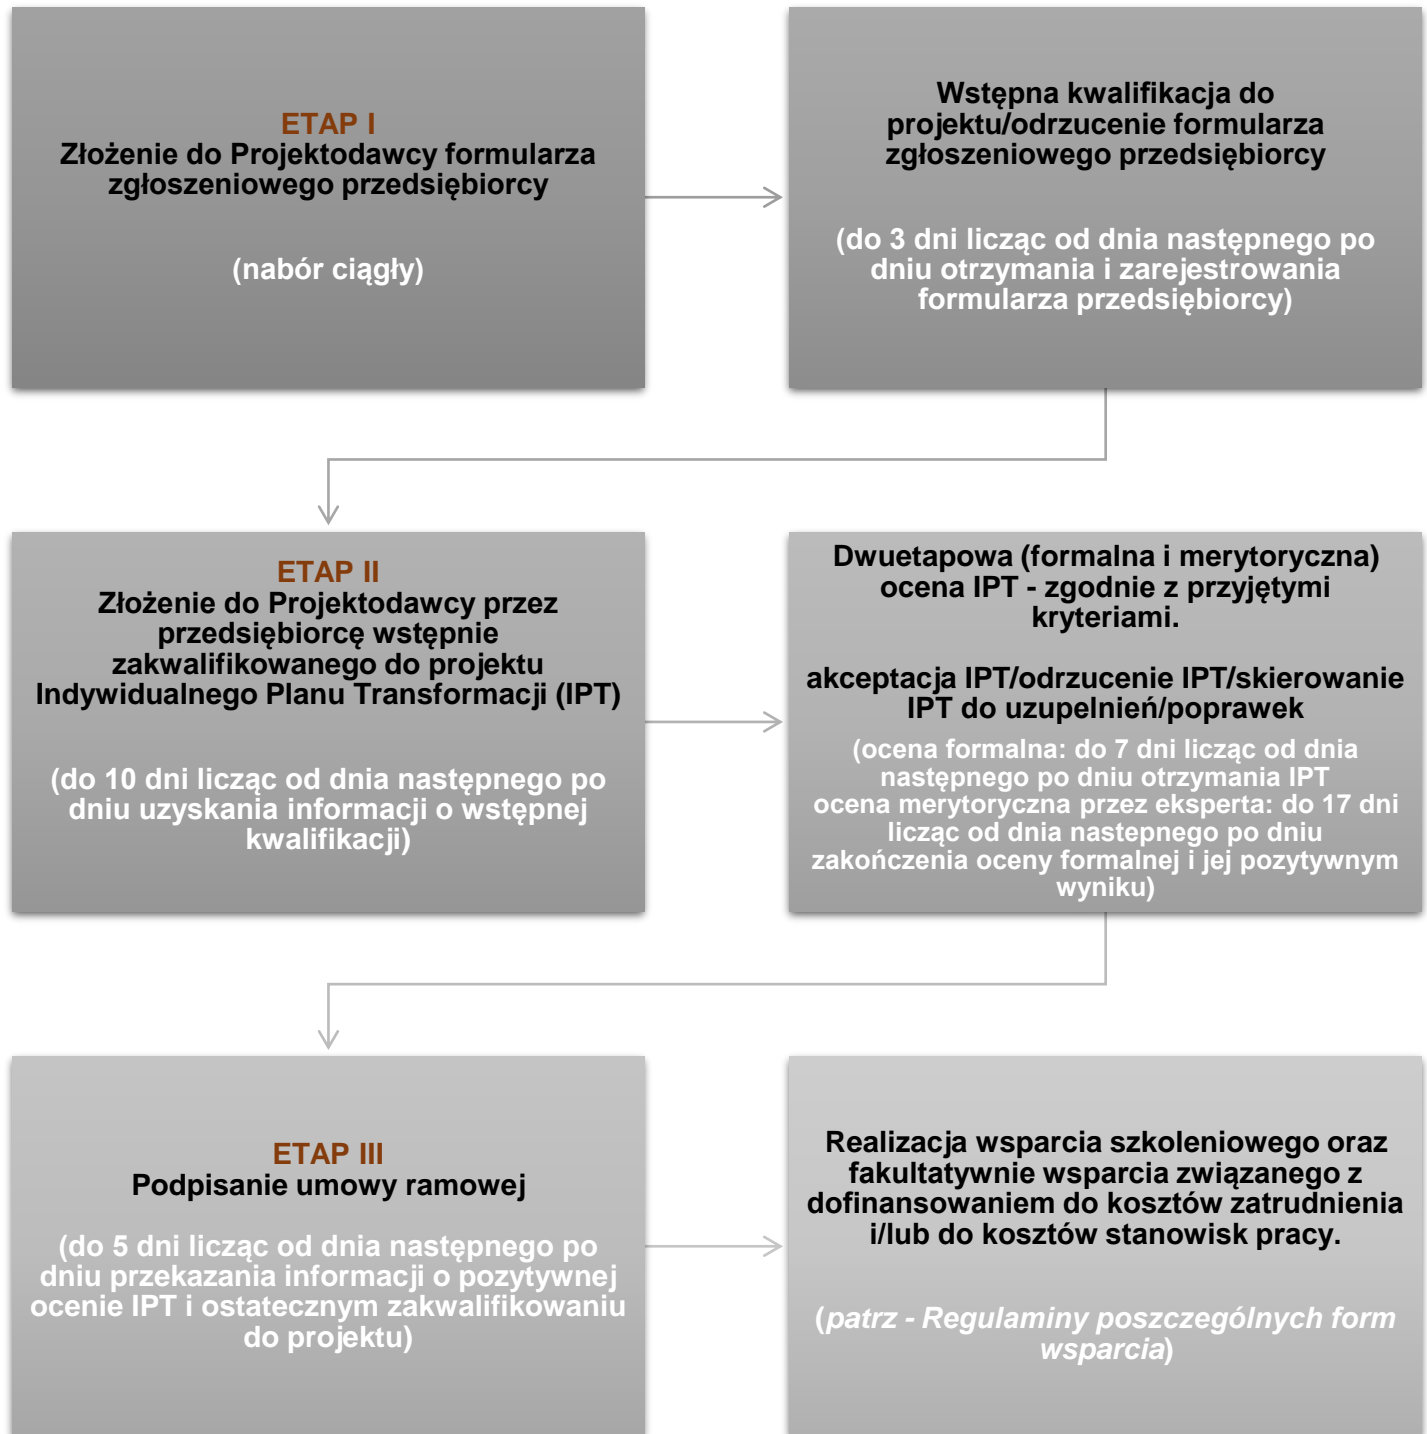 ETAP I
Złożenie do Projektodawcy formularza
zgłoszeniowego przedsiębiorcy
(nabór ciągły)
Wstępna kwalifikacja do
projektu/odrzucenie formularza
zgłoszeniowego przedsiębiorcy
(do 3 dni licząc od dnia następnego po
dniu otrzymania i zarejestrowania
formularza przedsiębiorcy)
ETAP II
Złożenie do Projektodawcy przez
przedsiębiorcę wstępnie
zakwalifikowanego do projektu
Indywidualnego Planu Transformacji (IPT)
(do 10 dni licząc od dnia następnego po
dniu uzyskania informacji o wstępnej
kwalifikacji)
Dwuetapowa (formalna i merytoryczna)
ocena IPT - zgodnie z przyjętymi
kryteriami.
akceptacja IPT/odrzucenie IPT/skierowanie
IPT do uzupelnień/poprawek
(ocena formalna: do 7 dni licząc od dnia
następnego po dniu otrzymania IPT
ocena merytoryczna przez eksperta: do 17 dni
licząc od dnia nastepnego po dniu
zakończenia oceny formalnej i jej pozytywnym
wyniku)
ETAP III
Podpisanie umowy ramowej
(do 5 dni licząc od dnia następnego po
dniu przekazania informacji o pozytywnej
ocenie IPT i ostatecznym zakwalifikowaniu
do projektu)
Realizacja wsparcia szkoleniowego oraz
fakultatywnie wsparcia związanego z
dofinansowaniem do kosztów zatrudnienia
i/lub do kosztów stanowisk pracy.
(patrz - Regulaminy poszczególnych form
wsparcia)